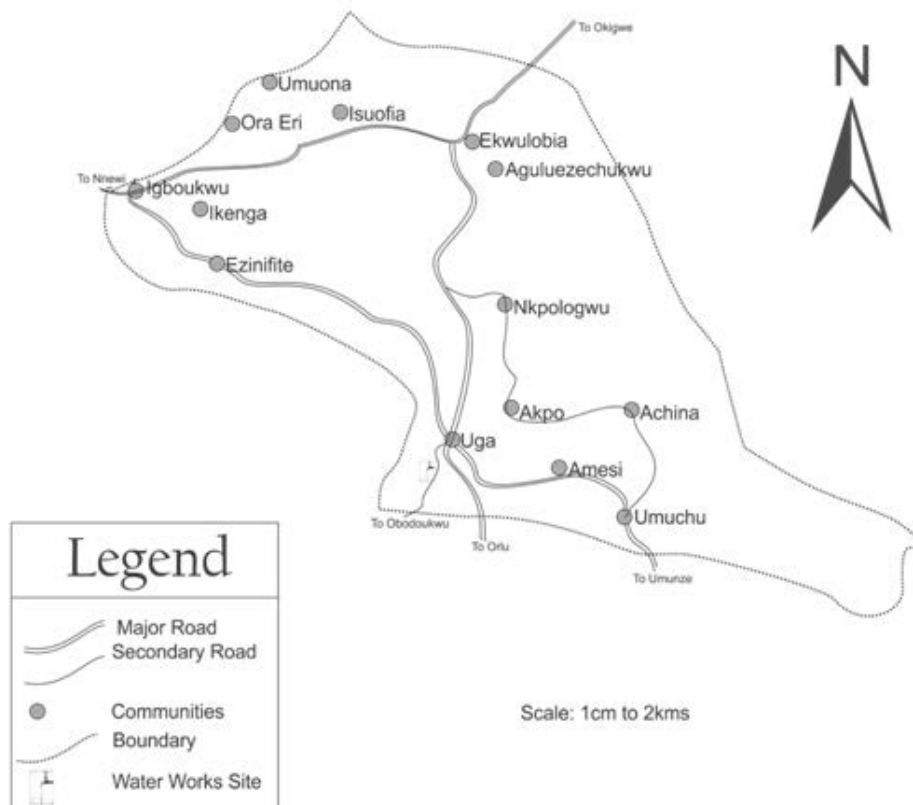 To Okigwe
N
Umuona
Isuofia
Ora Eri
Ekwulobia
Aguluezechukwu
To Nnewi
Igboukwu
Ikenga
Ezinifite
Nkpologwu
Akpo
Achina
Uga
Amesi
Umuchu
To Obodoukwu
To Orlu
To Umunze
Legend
Major Road
Secondary Road
Communities
Boundary
Water Works Site
Scale: 1cm to 2kms